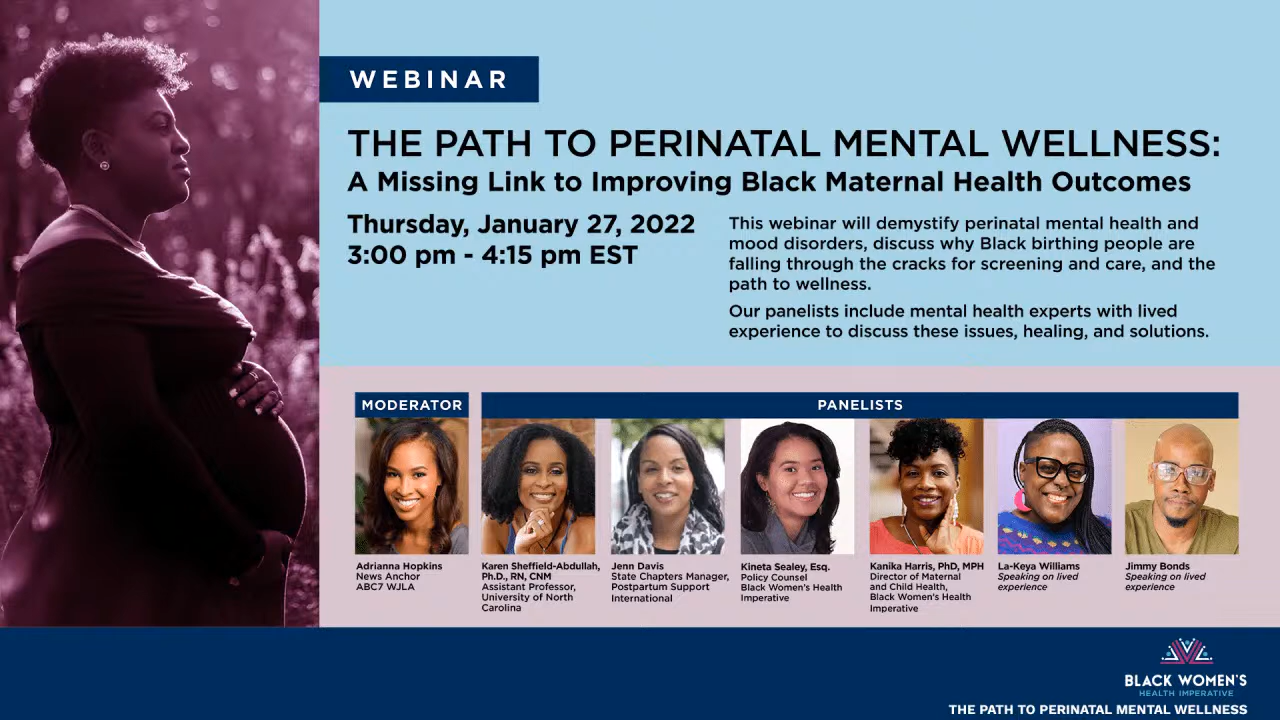 WEBINAR
THE PATH TO PERINATAL MENTAL WELLNESS:
A Missing Link to Improving Black Maternal Health Outcomes
Thursday, January 27, 2022
3:00 pm - 4:15 pm EST
This webinar will demystify perinatal mental health and
mood disorders, discuss why Black birthing people are
falling through the cracks for screening and care, and the
path to wellness.
Our panelists include mental health experts with lived
experience to discuss these issues, healing, and solutions.
MODERATOR
PANELISTS
Adrianna Hopkins
News Anchor
ABC7 WJLA
Karen Sheffield-Abdullah,
Ph.D., RN, CNM
Assistant Professor,
University of North
Carolina
Jenn Davis
State Chapters Manager,
Postpartum Support
International
Kineta Sealey, Esq.
Policy Counsel
Black Women's Health
Imperative
Kanika Harris, PhD, MPH
Director of Maternal
and Child Health,
Black Women's Health
Imperative
La-Keya Williams
Speaking on lived
experience
Jimmy Bonds
Speaking on lived
experience
BLACK WOMEN'S
HEALTH IMPERATIVE
THE PATH TO PERINATAL MENTAL WELLNESS